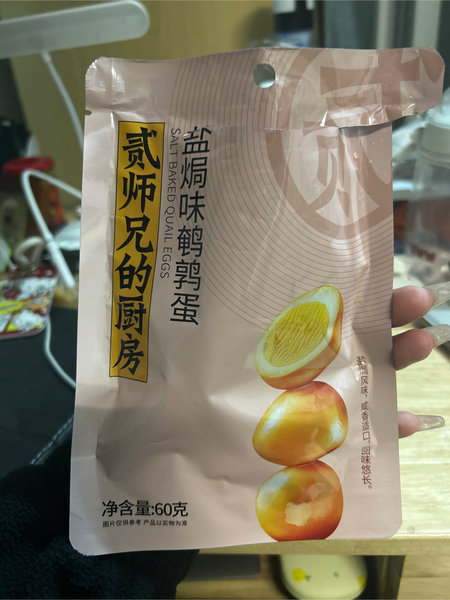 贰
贰师兄的厨房
盐焗味鹌鹑蛋
SALT BAKED QUAIL EGGS
盐焗风味，咸香适口，回味悠长。
净含量:60克
图片仅供参考 产品以实物为准